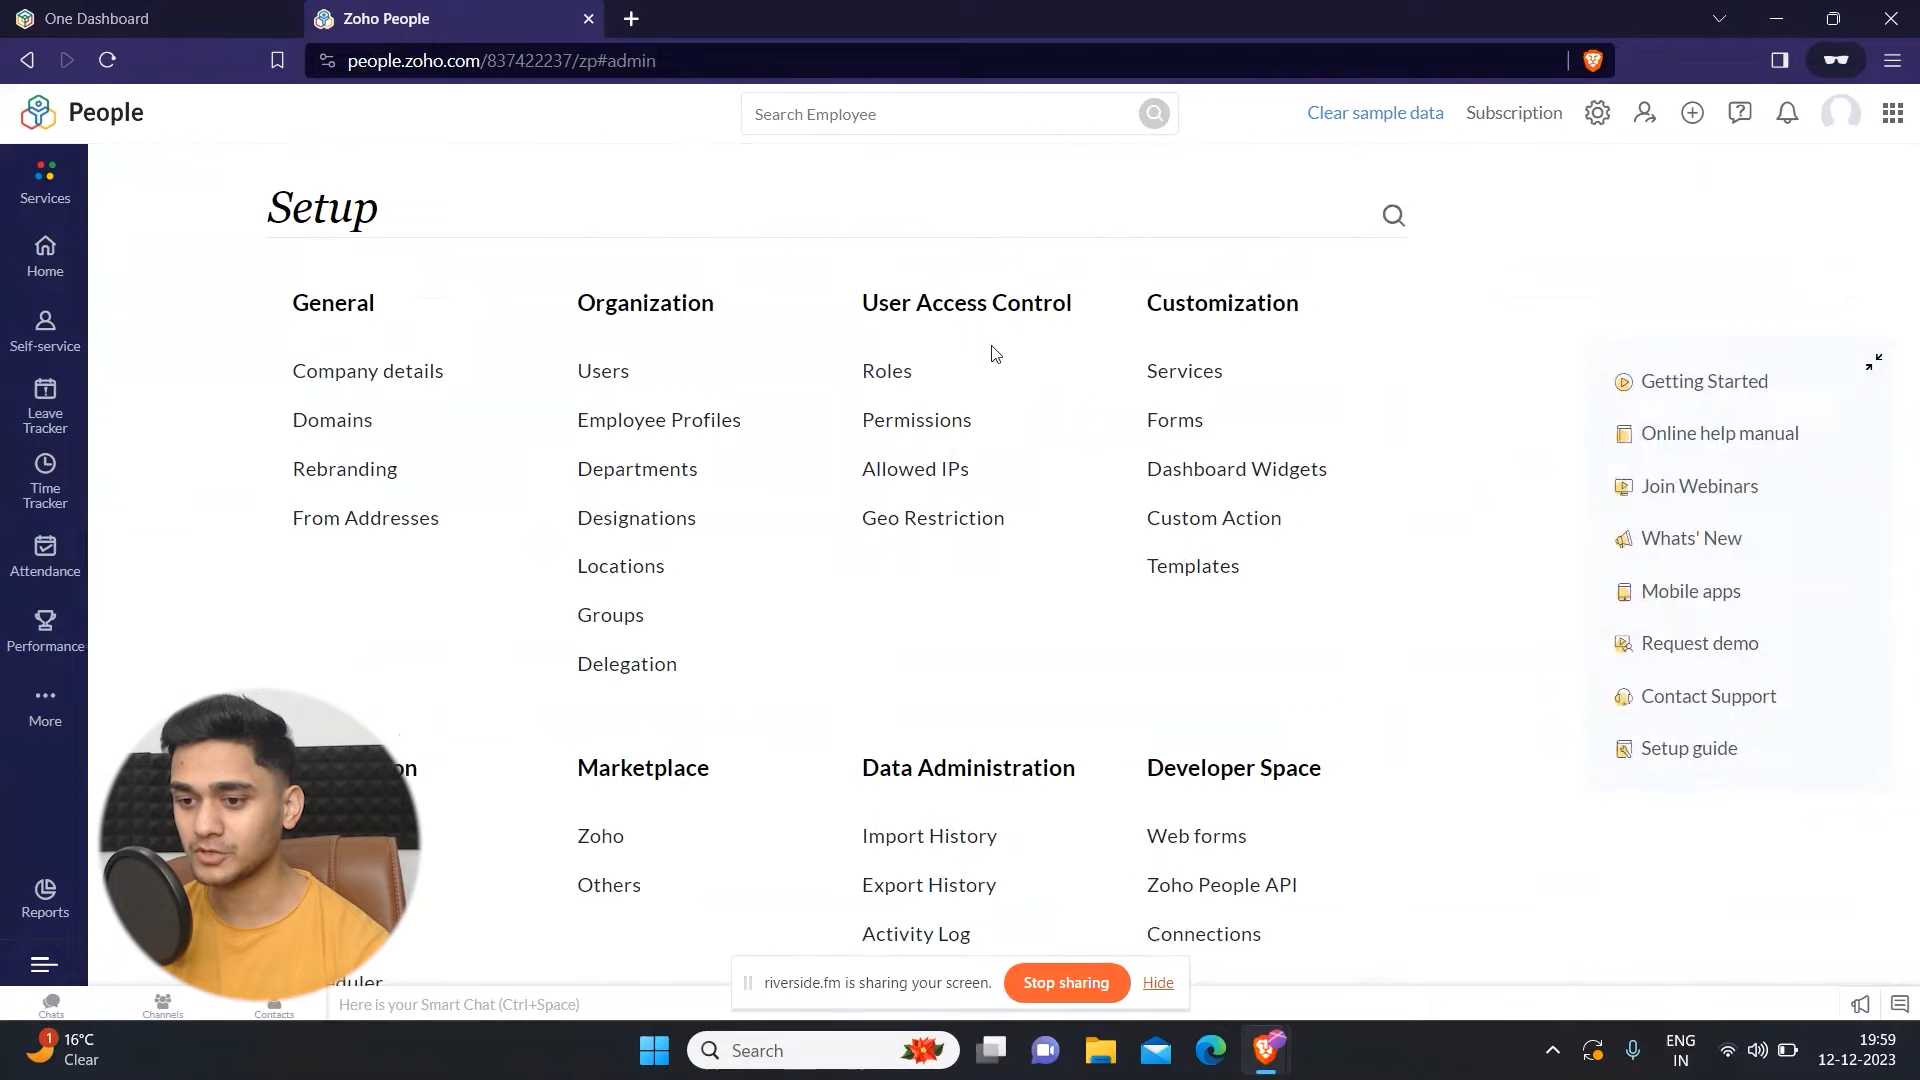 One Dashboard
Zoho People
people.zoho.com/837422237/zp#admin
People
Search Employee
Clear sample data
Subscription
Services
Home
Self-service
Leave
Tracker
Time
Tracker
Attendance
Performance
More
Reports
Setup
General
Company details
Domains
Rebranding
From Addresses
Organization
Users
Employee Profiles
Departments
Designations
Locations
Groups
Delegation
User Access Control
Roles
Permissions
Allowed IPs
Geo Restriction
Customization
Services
Forms
Dashboard Widgets
Custom Action
Templates
Getting Started
Online help manual
Join Webinars
Whats' New
Mobile apps
Request demo
Contact Support
Setup guide
Marketplace
Zoho
Others
Data Administration
Import History
Export History
Activity Log
Developer Space
Web forms
Zoho People API
Connections
riverside.fm is sharing your screen.
Stop sharing
Hide
Chats
Channels
Contacts
Here is your Smart Chat (Ctrl+Space)
1
16°C
Clear
Search
ENG
IN
19:59
12-12-2023